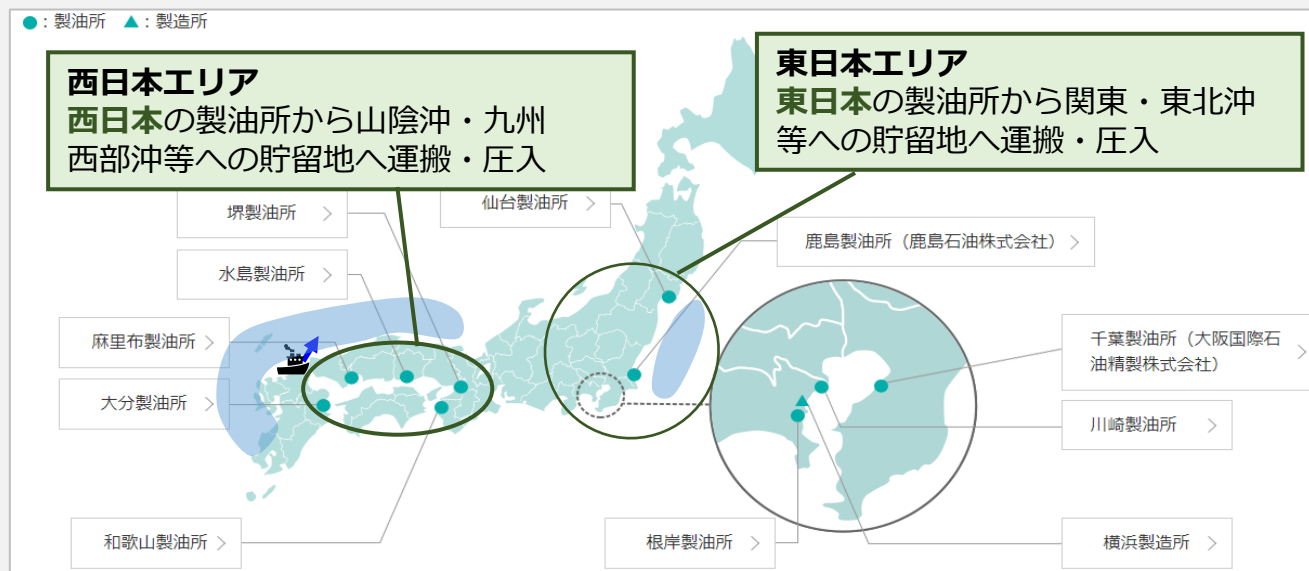 ●：製油所 ▲：製造所
西日本エリア
西日本の製油所から山陰沖・九州
西部沖等への貯留地へ運搬・圧入
東日本エリア
東日本の製油所から関東・東北沖
等への貯留地へ運搬・圧入
堺製油所
仙台製油所
鹿島製油所（鹿島石油株式会社）
水島製油所
麻里布製油所
千葉製油所（大阪国際石
油精製株式会社）
大分製油所
川崎製油所
和歌山製油所
根岸製油所
横浜製造所